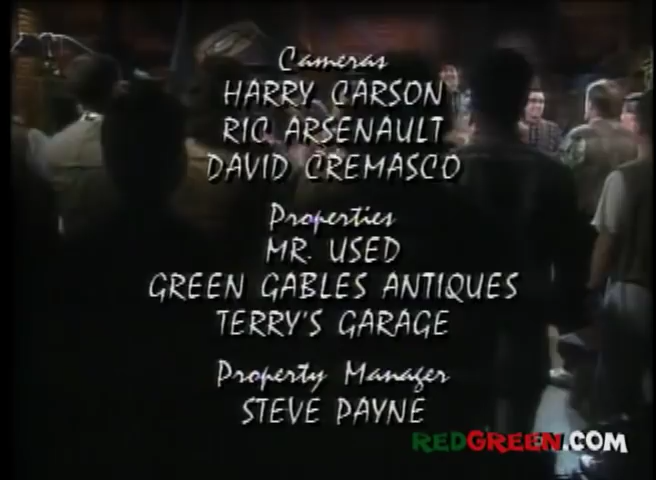 Cameras
HARRY CARSON
RIC ARSENAULT
DAVID CREMASCO
Properties
MR. USED
GREEN GABLES ANTIQUES
TERRY'S GARAGE
Property Manager
STEVE PAYNE
REDGREEN.COM